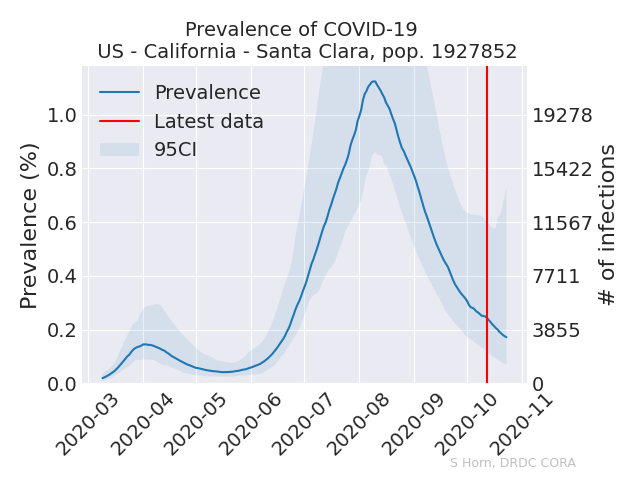 Prevalence of COVID-19
US - California - Santa Clara, pop. 1927852
Prevalence
Latest data
95CI
Prevalence (%)
1.0
0.8
0.6
0.4
0.2
0.0
19278
15422
11567
7711
3855
0
# of infections
2020-03
2020-04
2020-05
2020-06
2020-07
2020-08
2020-09
2020-10
2020-11
S Horn, DRDC CORA